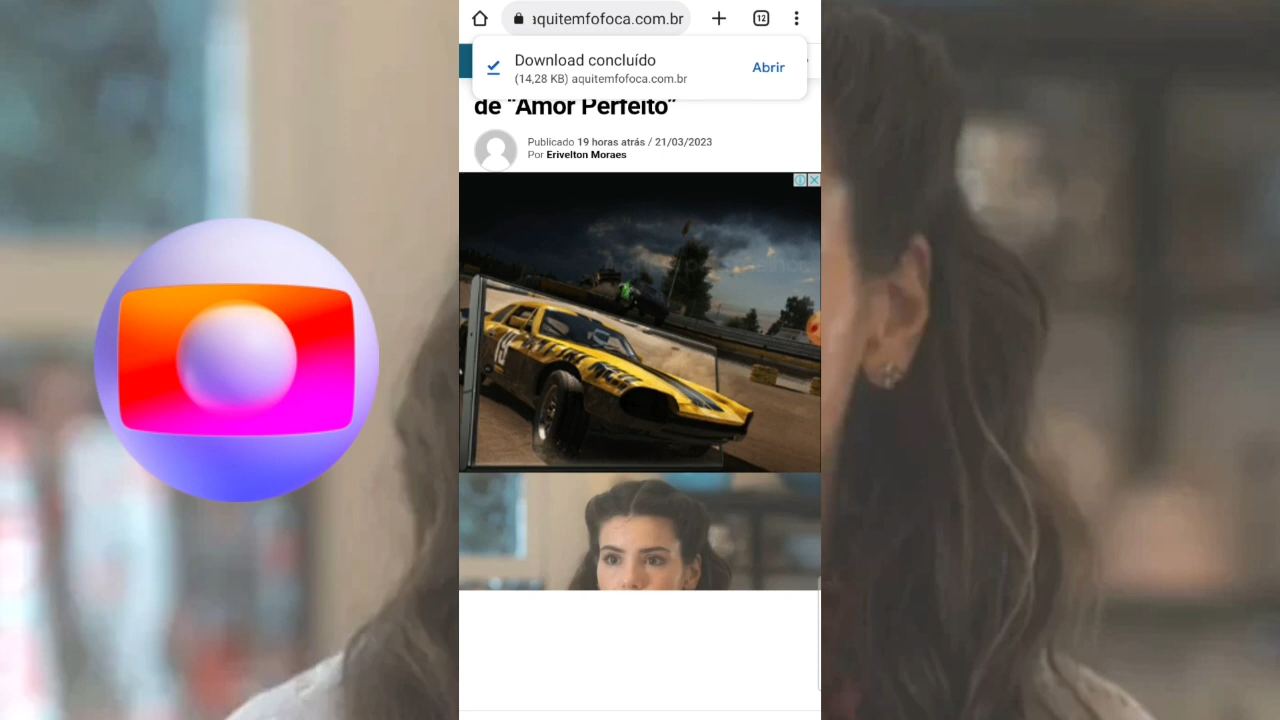 aquitemfofoca.com.br
12
Download concluído
(14,28 KB) aquitemfofoca.com.br
Abrir
de “Amor Perfeito”
Publicado 19 horas atrás / 21/03/2023
Por Erivelton Moraes